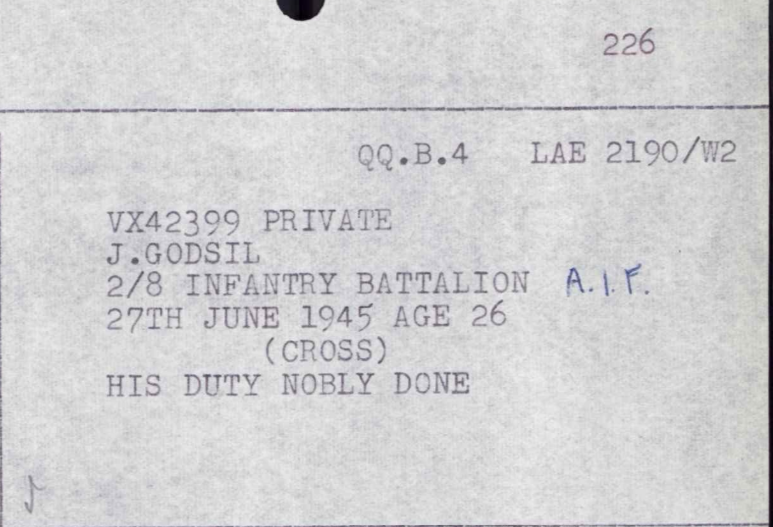 226
QQ.B.4 LAE 2190/W2
VX42399 PRIVATE
J.GODSIL
2/8 INFANTRY BATTALION A.I.F.
27TH JUNE 1945 AGE 26
(CROSS)
HIS DUTY NOBLY DONE